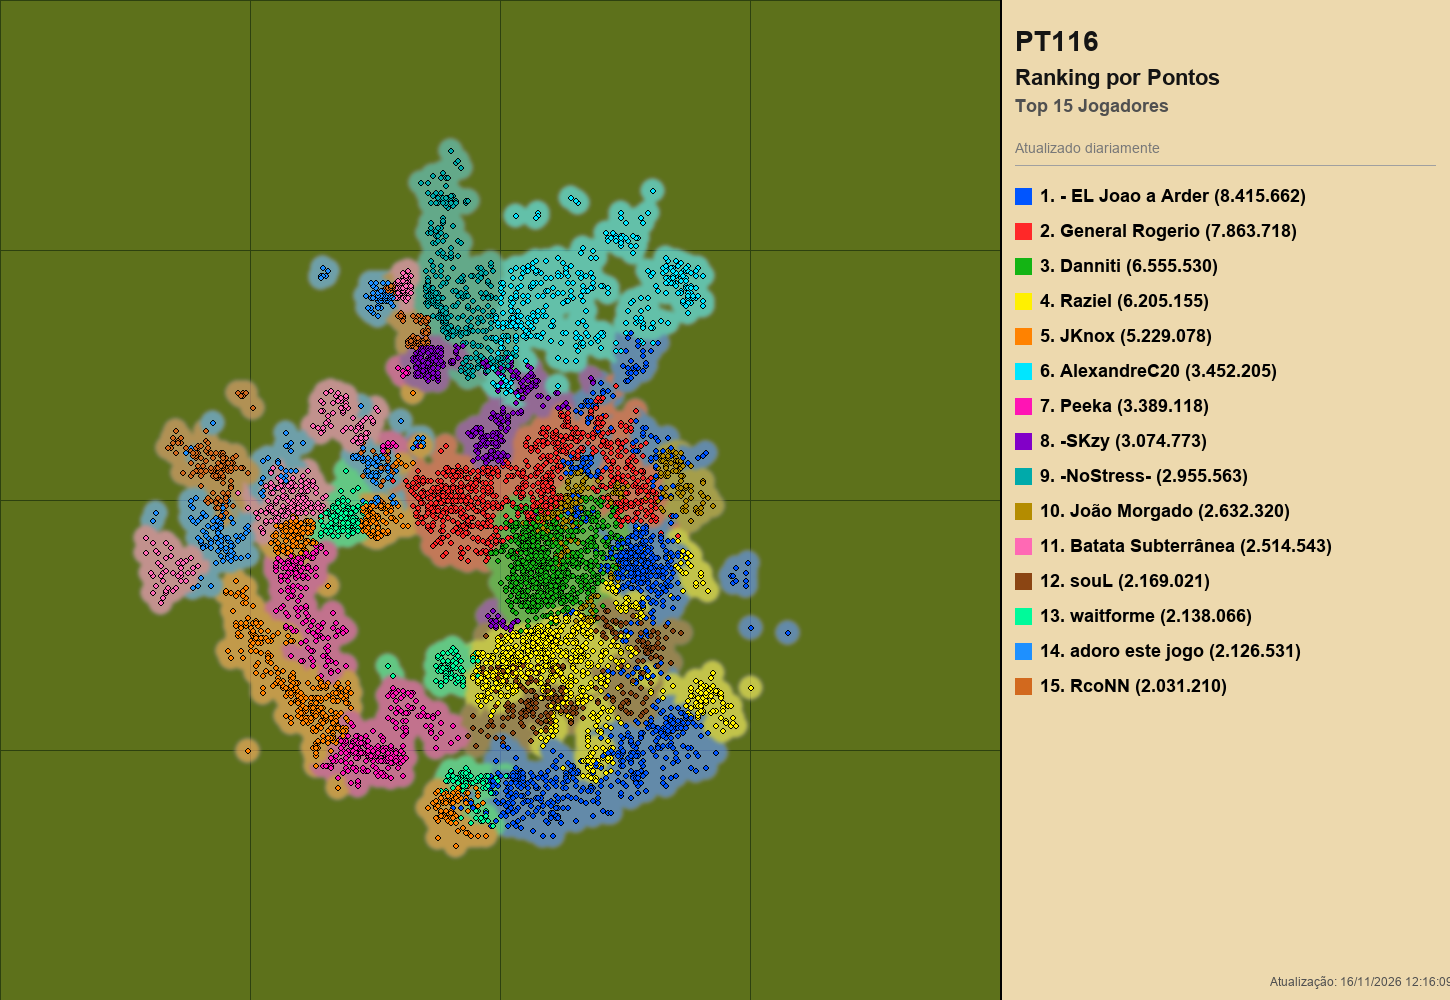 PT116
Ranking por Pontos
Top 15 Jogadores
Atualizado diariamente
1. - EL Joao a Arder (8.415.662)
2. General Rogerio (7.863.718)
3. Danniti (6.555.530)
4. Raziel (6.205.155)
5. JKnox (5.229.078)
6. AlexandreC20 (3.452.205)
7. Peeka (3.389.118)
8. -SKzy (3.074.773)
9. -NoStress- (2.955.563)
10. João Morgado (2.632.320)
11. Batata Subterrânea (2.514.543)
12. souL (2.169.021)
13. waitforme (2.138.066)
14. adoro este jogo (2.126.531)
15. RcoNN (2.031.210)
Atualização: 16/11/2026 12:16:09